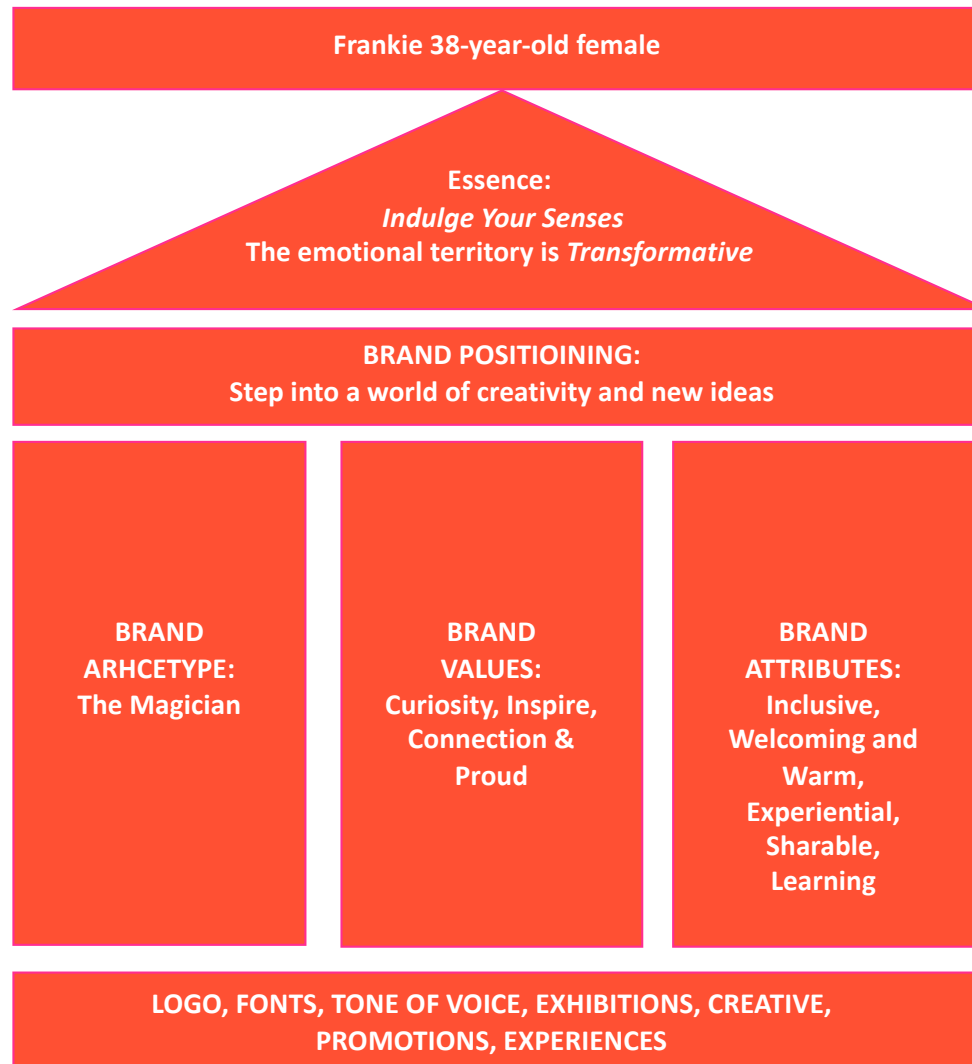 Frankie 38-year-old female
Essence:
Indulge Your Senses
The emotional territory is Transformative
BRAND POSITIOINING:
Step into a world of creativity and new ideas
BRAND
ARHCETYPE:
The Magician
BRAND
VALUES:
Curiosity, Inspire,
Connection &
Proud
BRAND
ATTRIBUTES:
Inclusive,
Welcoming and
Warm,
Experiential,
Sharable,
Learning
LOGO, FONTS, TONE OF VOICE, EXHIBITIONS, CREATIVE,
PROMOTIONS, EXPERIENCES